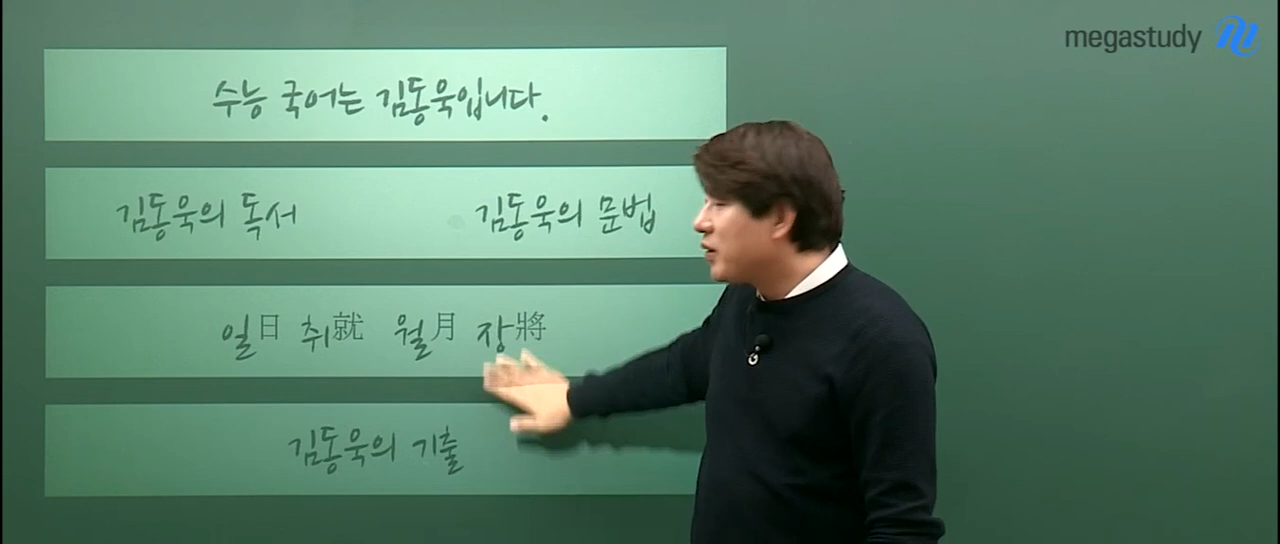 megastudy
수능 국어는 김동욱입니다.
김동욱의 독서 김동욱의 문법
일日 취就 월月 장將
김동욱의 기출